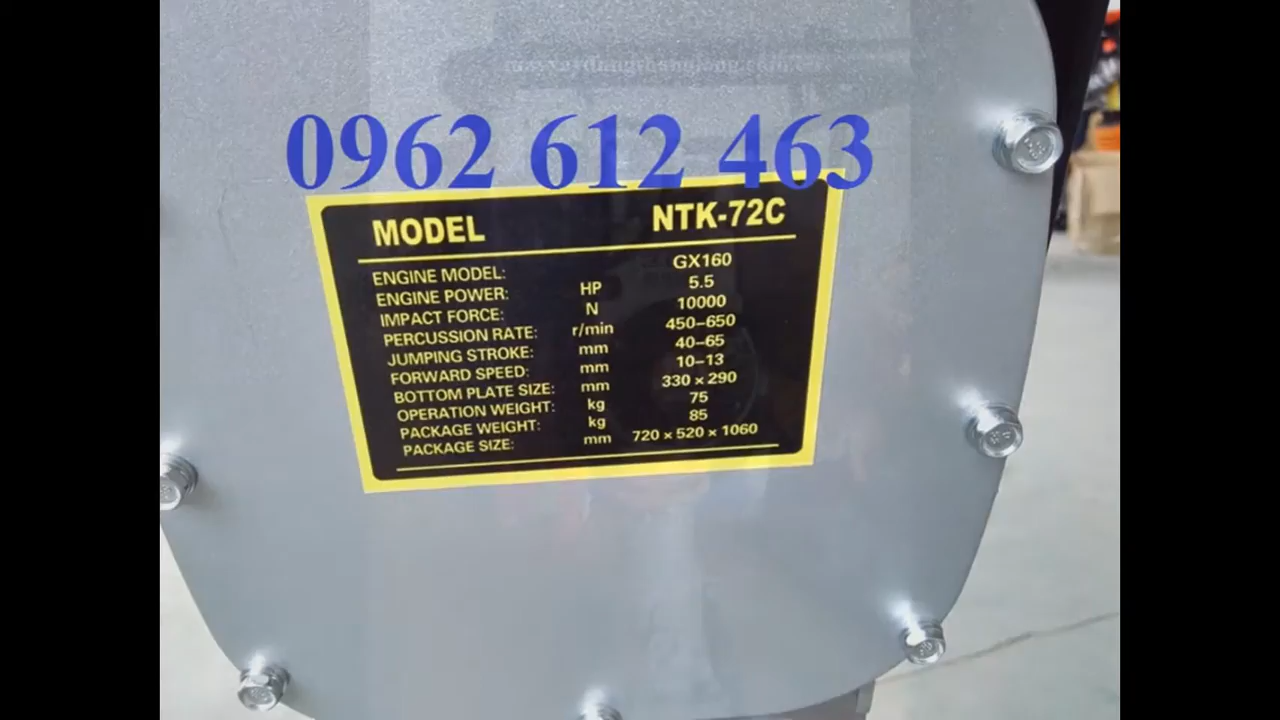 0962 612 463
MODEL NTK-72C
ENGINE MODEL: GX160
ENGINE POWER: HP 5.5
IMPACT FORCE: N 10000
PERCUSSION RATE: r/min 450–650
JUMPING STROKE: mm 40–65
FORWARD SPEED: mm 10–13
BOTTOM PLATE SIZE: mm 330 x 290
OPERATION WEIGHT: kg 75
PACKAGE WEIGHT: kg 85
PACKAGE SIZE: mm 720 x 520 x 1060